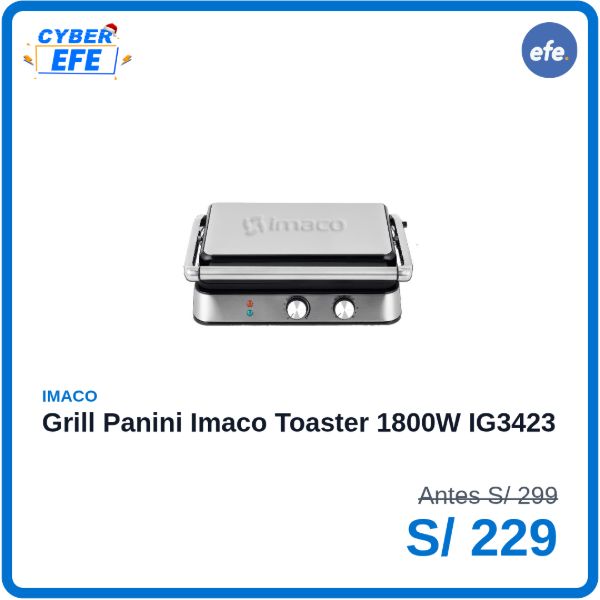 CYBER
EFE
efe.
imaco
IMACO
Grill Panini Imaco Toaster 1800W IG3423
Antes S/ 299
S/ 229